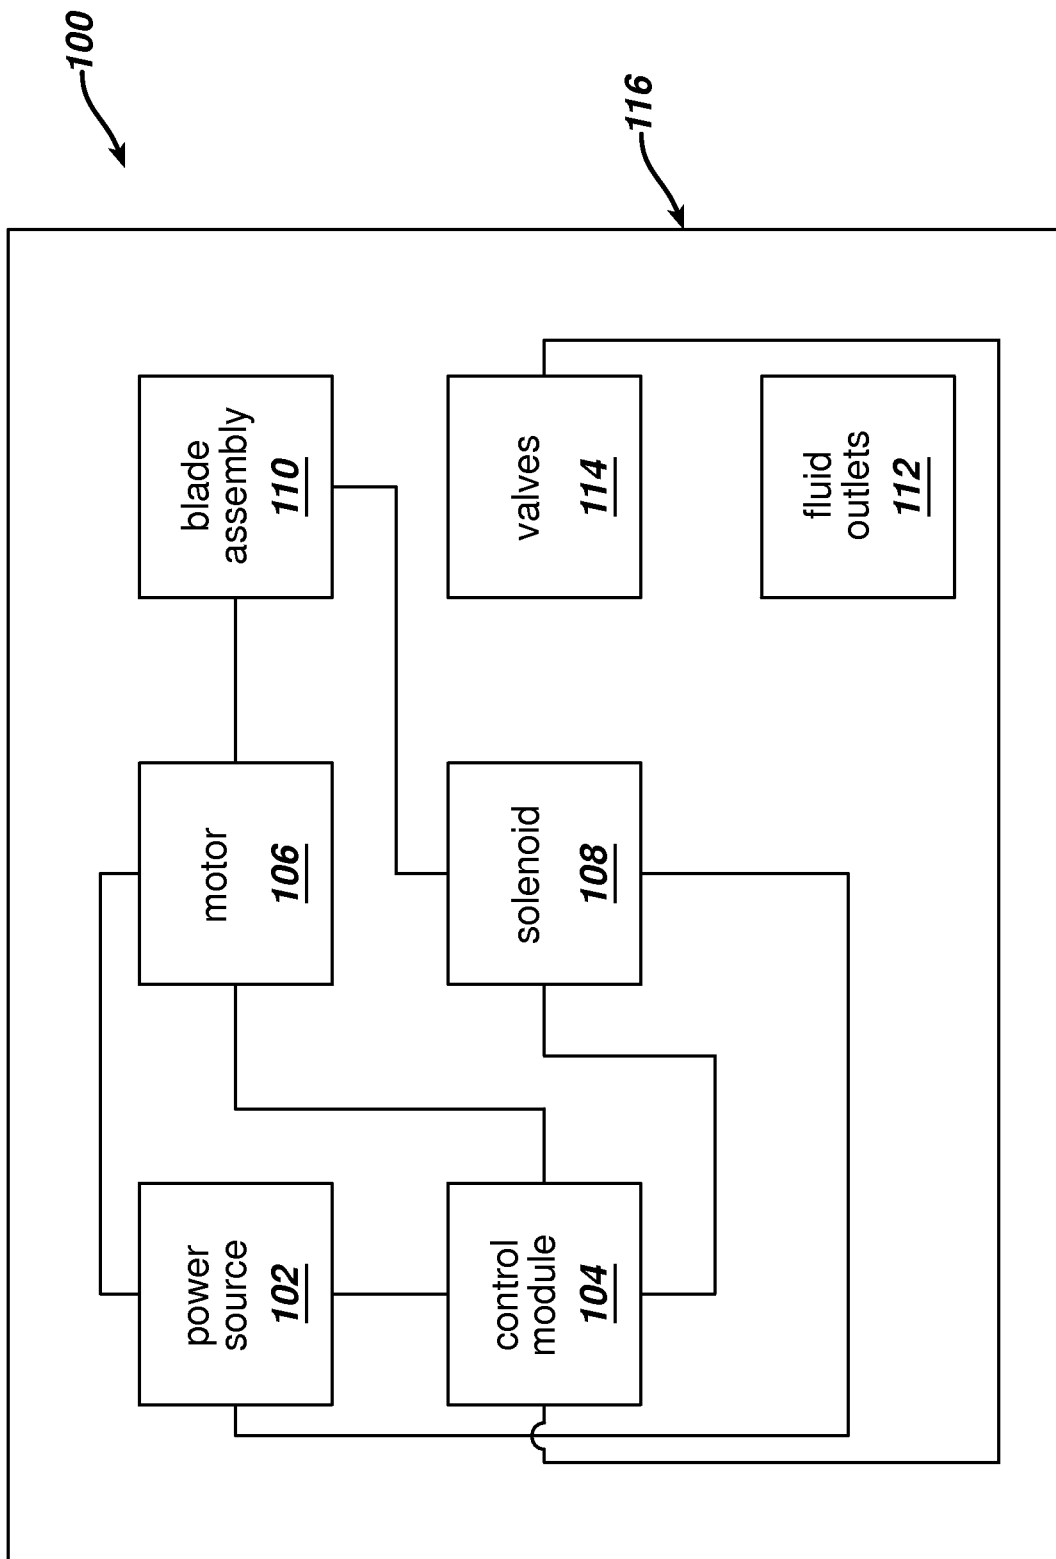 100
116
power
source
102
motor
106
blade
assembly
110
control
module
104
solenoid
108
valves
114
fluid
outlets
112